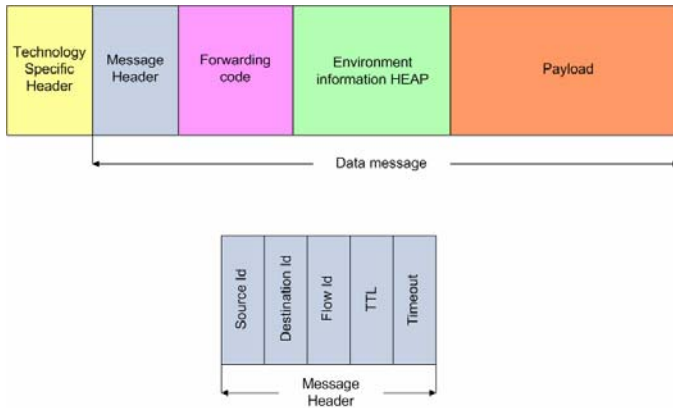 Technology
Specific
Header
Message
Header
Forwarding
code
Environment
information HEAP
Payload
Data message
Source Id
Destination Id
Flow Id
TTL
Timeout
Message
Header